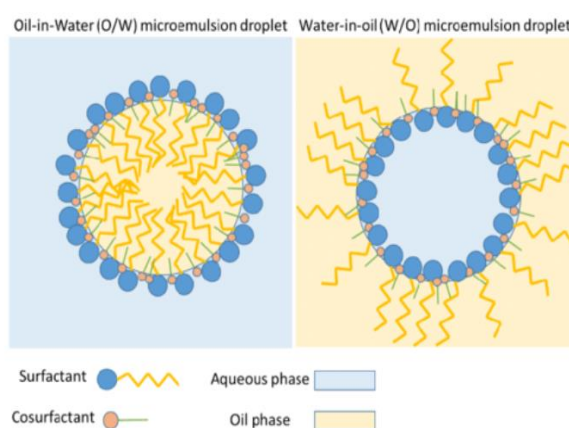 Oil-in-Water (O/W) microemulsion droplet
Water-in-oil (W/O) microemulsion droplet
Surfactant
Aqueous phase
Cosurfactant
Oil phase